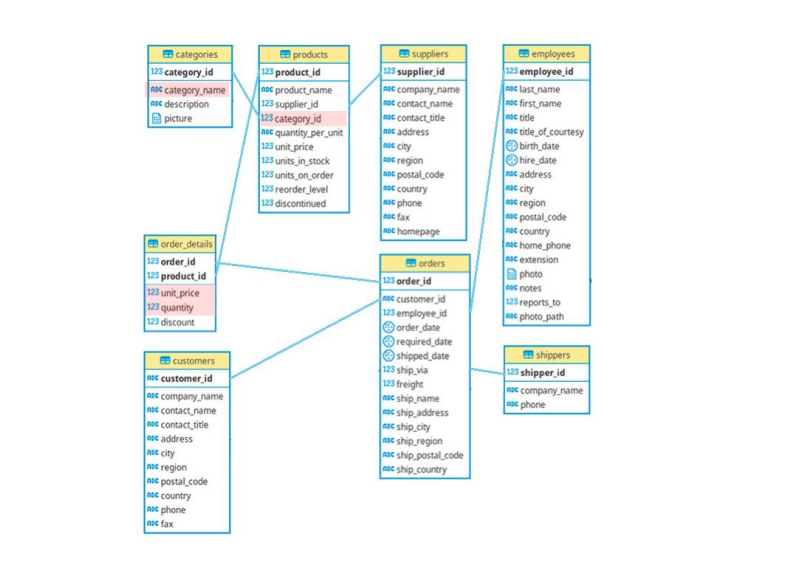 categories
123 category_id
ABC category_name
ABC description
picture
products
123 product_id
ABC product_name
123 supplier_id
123 category_id
ABC quantity_per_unit
123 unit_price
123 units_in_stock
123 units_on_order
123 reorder_level
123 discontinued
suppliers
123 supplier_id
ABC company_name
ABC contact_name
ABC contact_title
ABC address
ABC city
ABC region
ABC postal_code
ABC country
ABC phone
ABC fax
ABC homepage
employees
123 employee_id
ABC last_name
ABC first_name
ABC title
ABC title_of_courtesy
birth_date
hire_date
ABC address
ABC city
ABC region
ABC postal_code
ABC country
ABC home_phone
ABC extension
photo
ABC notes
123 reports_to
ABC photo_path
order_details
123 order_id
123 product_id
123 unit_price
123 quantity
123 discount
orders
123 order_id
ABC customer_id
123 employee_id
order_date
required_date
shipped_date
123 ship_via
123 freight
ABC ship_name
ABC ship_address
ABC ship_city
ABC ship_region
ABC ship_postal_code
ABC ship_country
customers
ABC customer_id
ABC company_name
ABC contact_name
ABC contact_title
ABC address
ABC city
ABC region
ABC postal_code
ABC country
ABC phone
ABC fax
shippers
123 shipper_id
ABC company_name
ABC phone